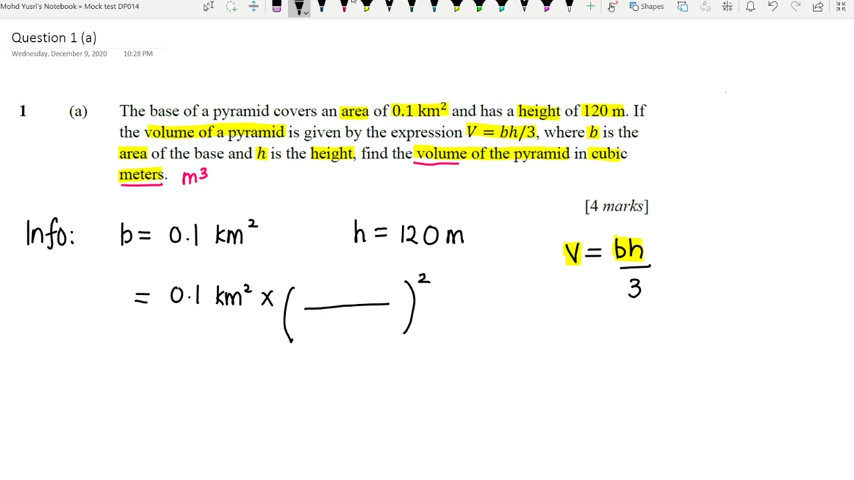 Mohd Yusri's Notebook » Mock test DP014
Shapes
Question 1 (a)
Wednesday, December 9, 2020 10:28 PM
1 (a) The base of a pyramid covers an area of 0.1 km² and has a height of 120 m. If
the volume of a pyramid is given by the expression V = bh/3, where b is the
area of the base and h is the height, find the volume of the pyramid in cubic
meters. m³
[4 marks]
Info: b = 0.1 km² h = 120 m
V = bh/3
= 0.1 km² × ( ——— )²